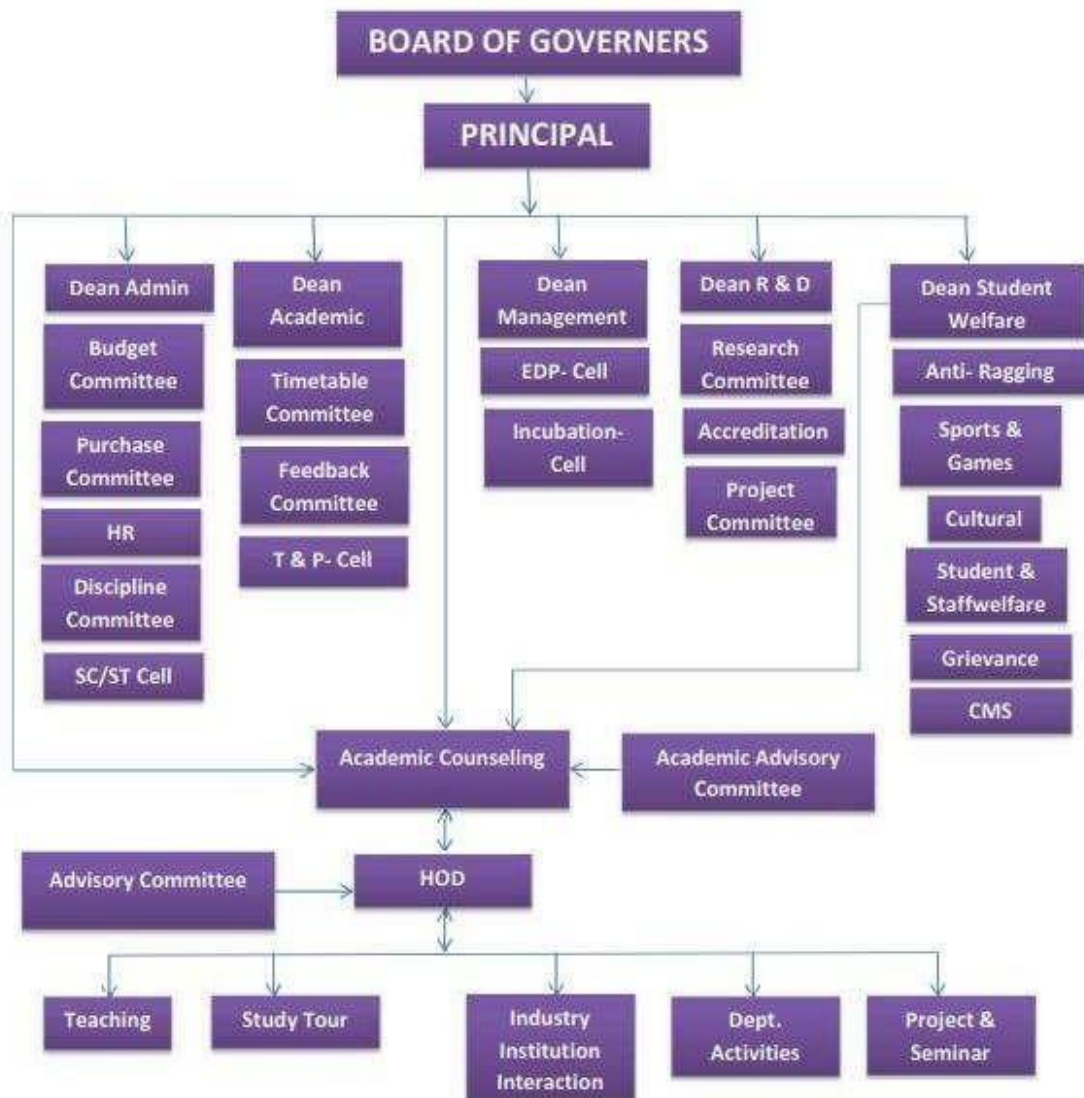 BOARD OF GOVERNERS
PRINCIPAL
Dean Admin
Budget
Committee
Purchase
Committee
HR
Discipline
Committee
SC/ST Cell
Dean
Academic
Timetable
Committee
Feedback
Committee
T & P- Cell
Dean
Management
EDP- Cell
Incubation-
Cell
Dean R & D
Research
Committee
Accreditation
Project
Committee
Dean Student
Welfare
Anti- Ragging
Sports &
Games
Cultural
Student &
Staffwelfare
Grievance
CMS
Academic Counseling
Academic Advisory
Committee
Advisory Committee
HOD
Teaching
Study Tour
Industry
Institution
Interaction
Dept.
Activities
Project &
Seminar